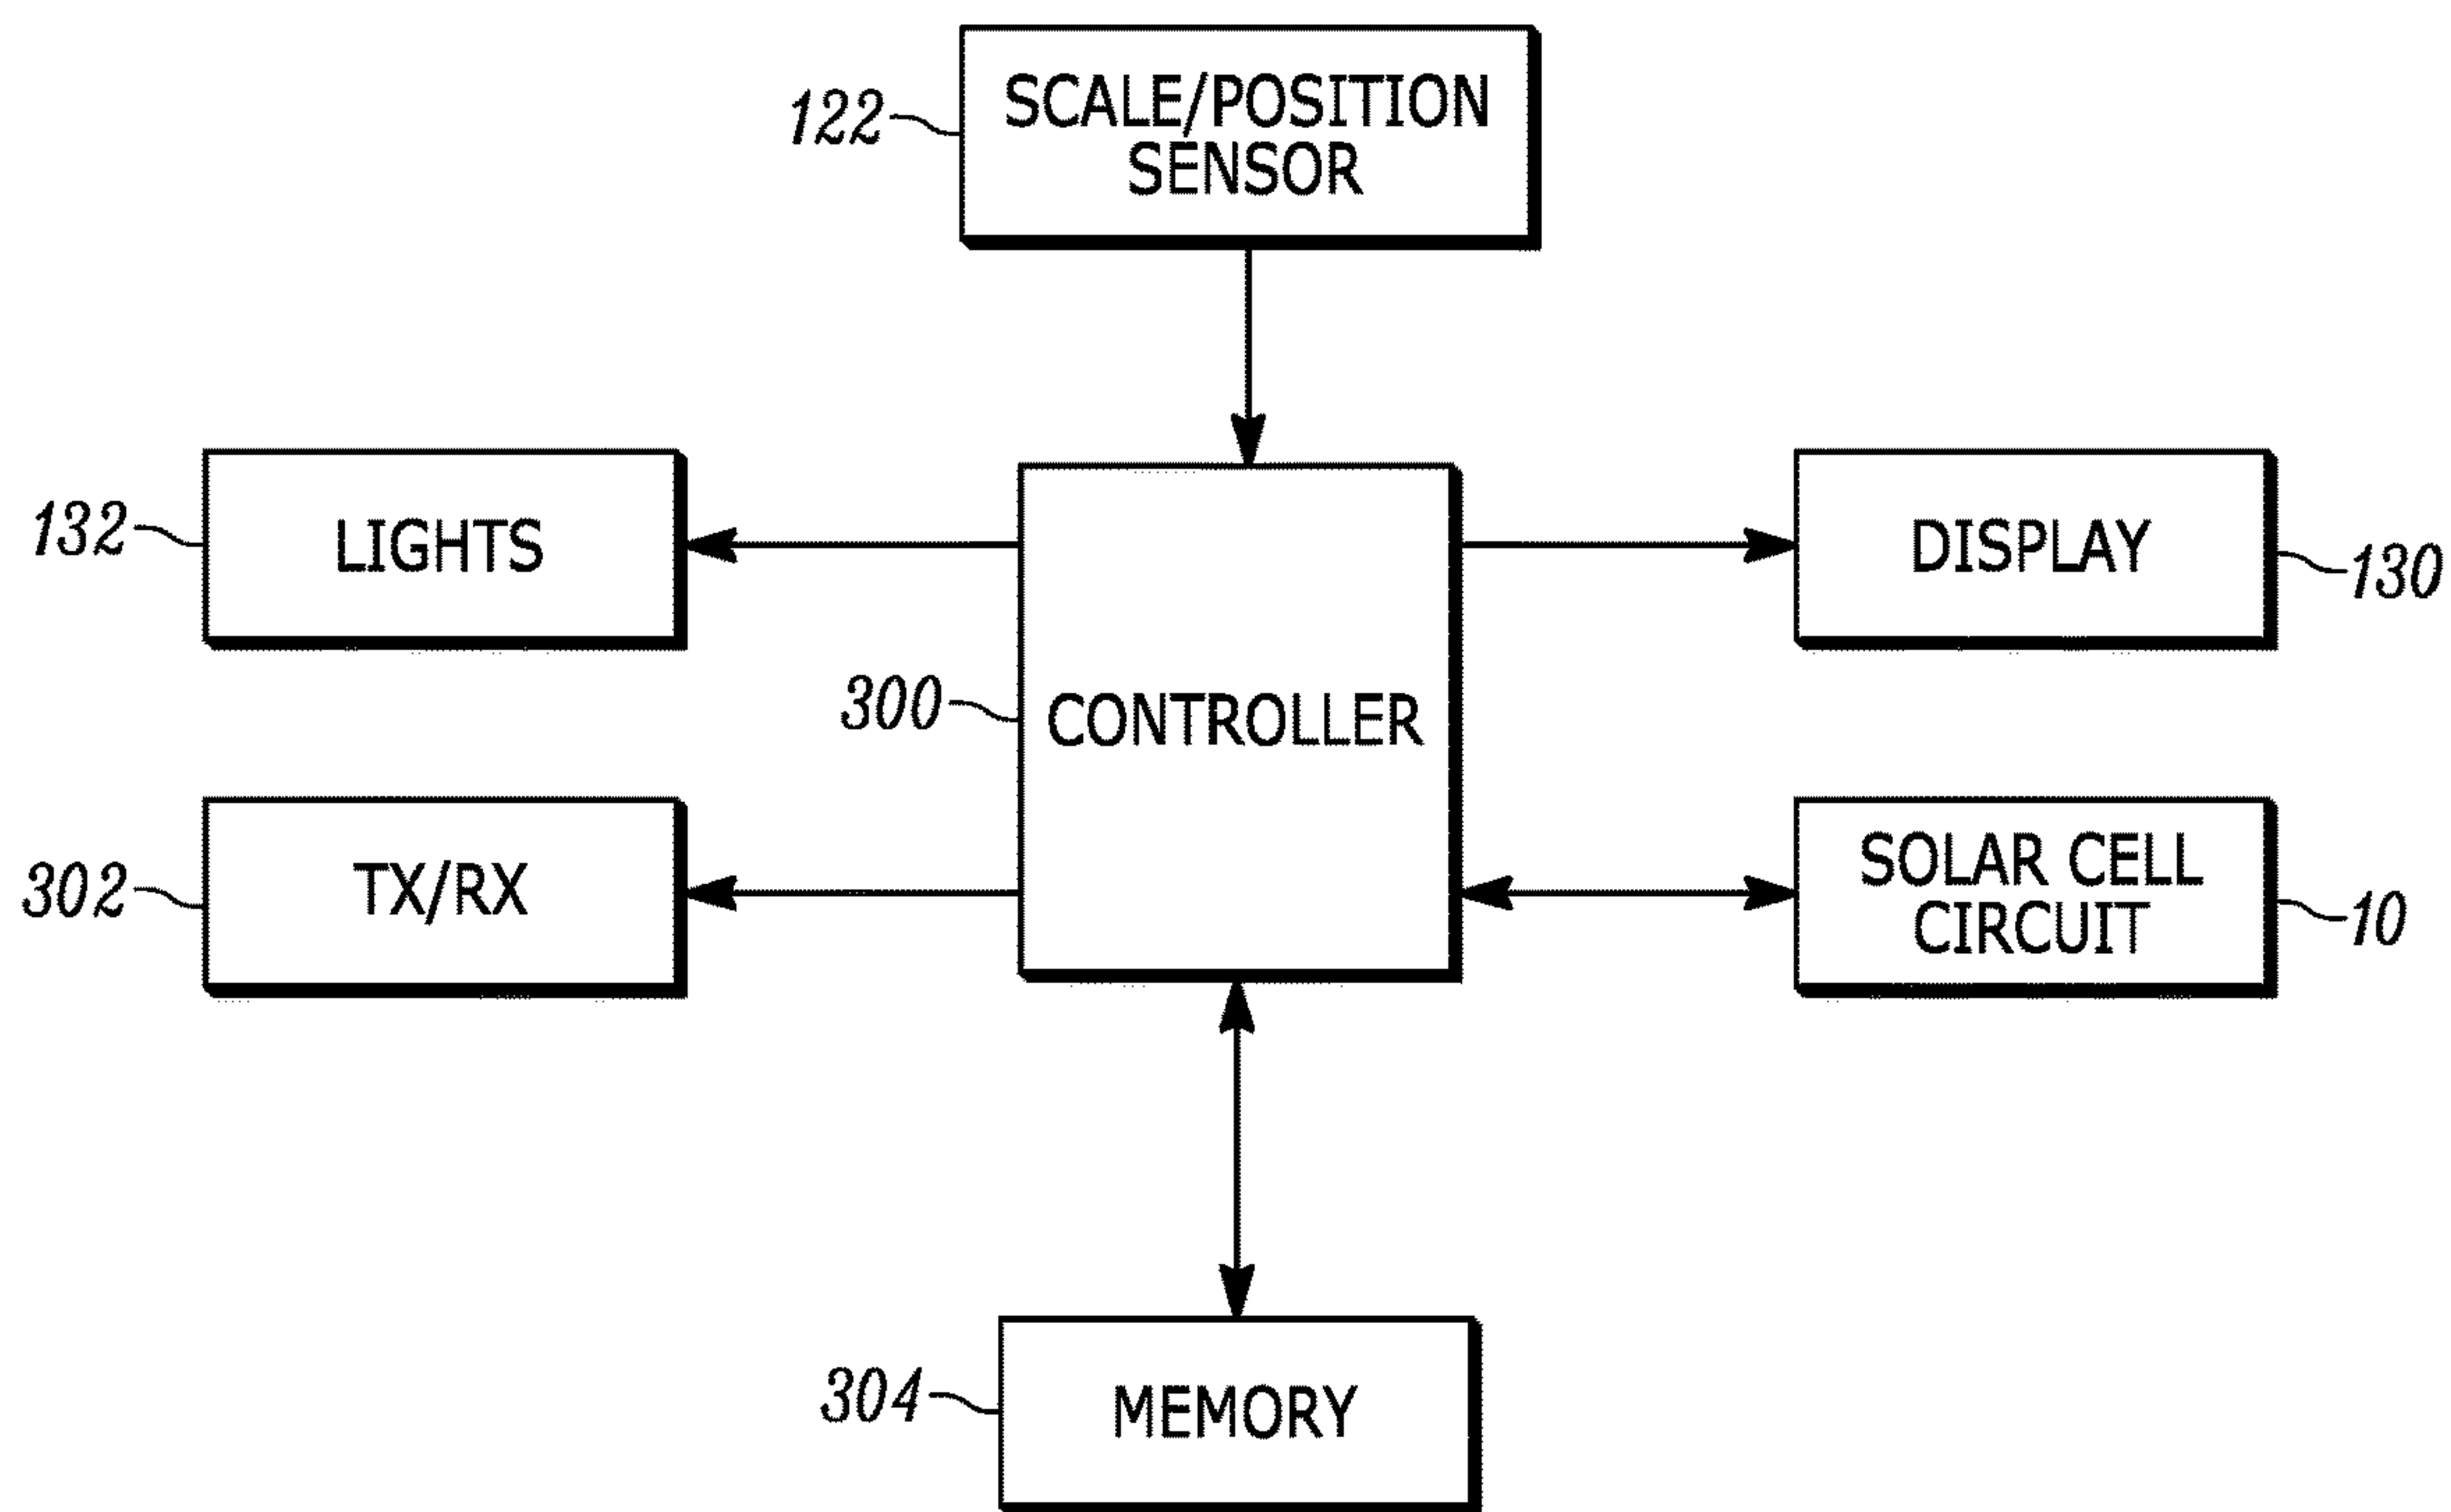 122
SCALE/POSITION
SENSOR
132
LIGHTS
DISPLAY
130
300
CONTROLLER
302
TX/RX
SOLAR CELL
CIRCUIT
10
304
MEMORY